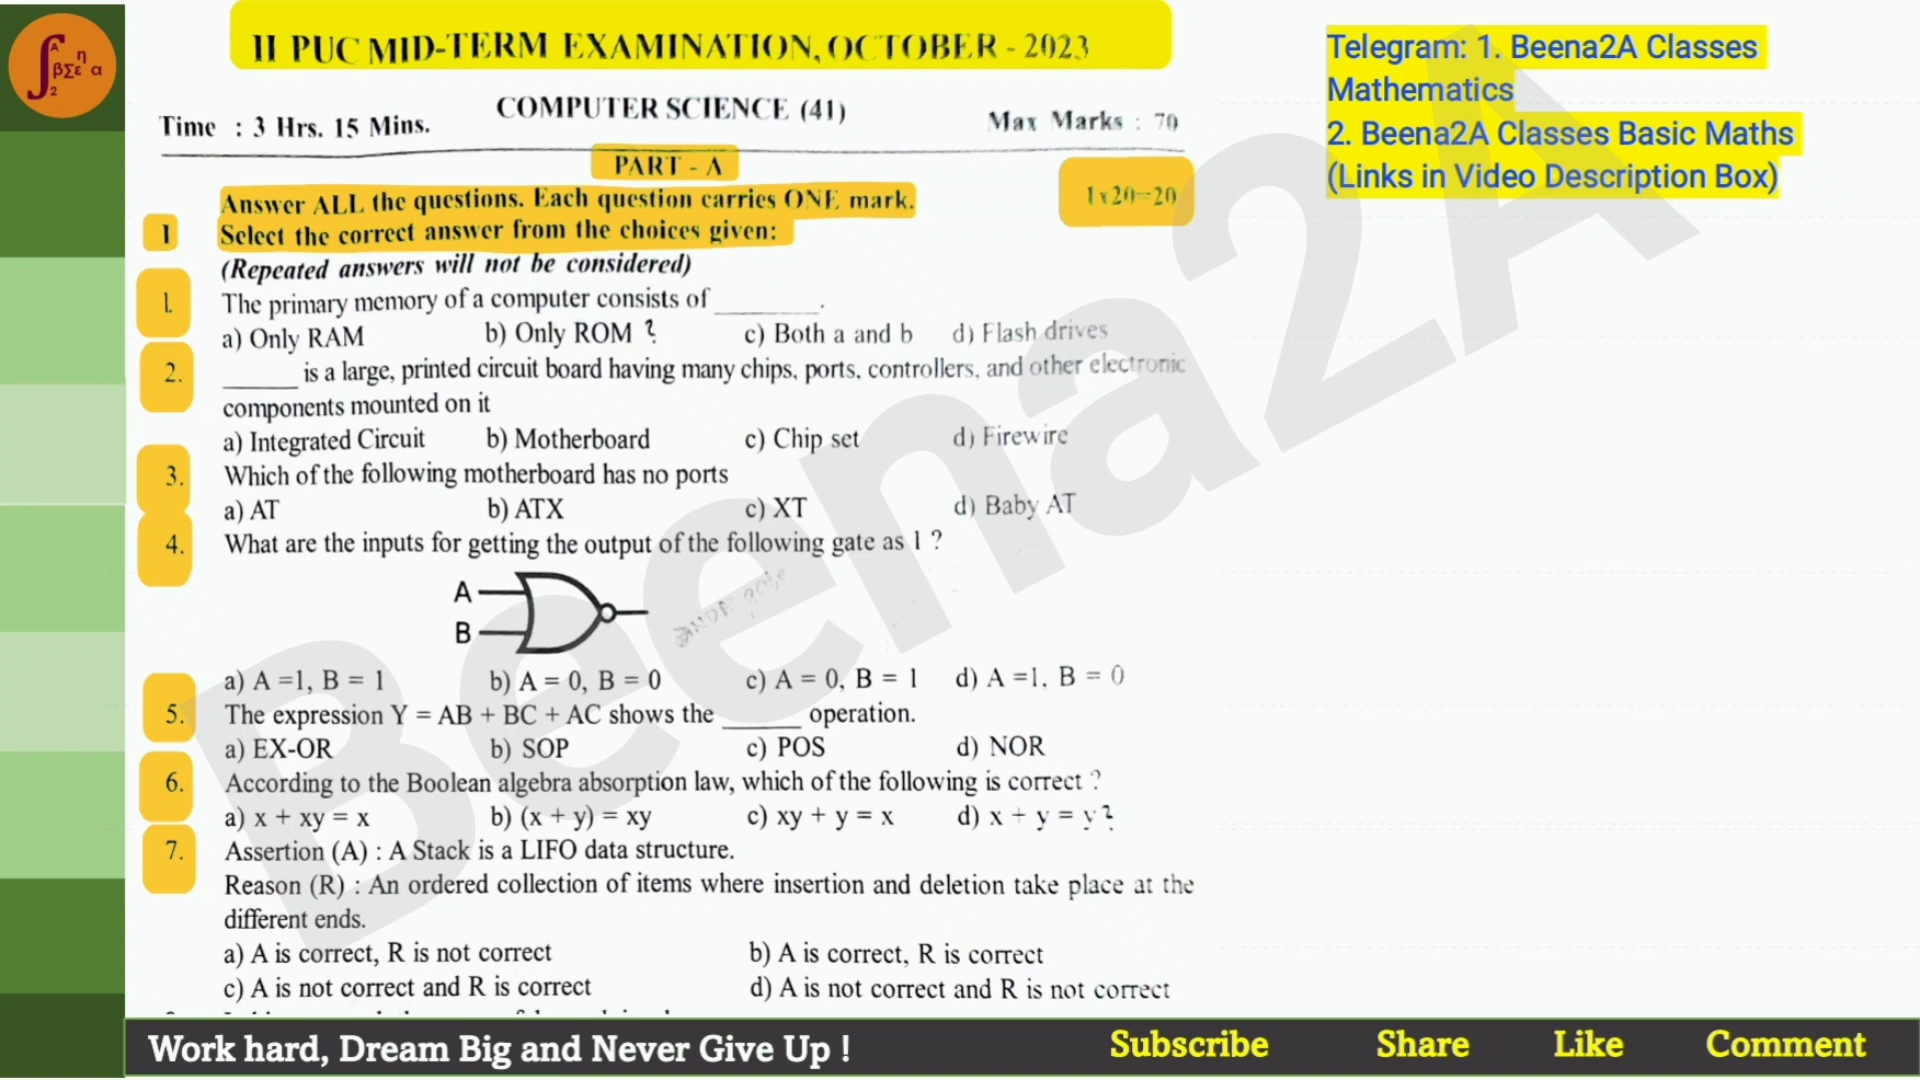 II PUC MID-TERM EXAMINATION, OCTOBER - 2023
COMPUTER SCIENCE (41)
Time : 3 Hrs. 15 Mins.
Max Marks : 70
PART - A
Answer ALL the questions. Each question carries ONE mark.
1x20=20
I Select the correct answer from the choices given:
(Repeated answers will not be considered)
1. The primary memory of a computer consists of ________.
a) Only RAM b) Only ROM ? c) Both a and b d) Flash drives
2. ______ is a large, printed circuit board having many chips, ports, controllers, and other electronic
components mounted on it
a) Integrated Circuit b) Motherboard c) Chip set d) Firewire
3. Which of the following motherboard has no ports
a) AT b) ATX c) XT d) Baby AT
4. What are the inputs for getting the output of the following gate as 1 ?
A
B
a) A =1, B = 1 b) A = 0, B = 0 c) A = 0, B = 1 d) A =1, B = 0
5. The expression Y = AB + BC + AC shows the ______ operation.
a) EX-OR b) SOP c) POS d) NOR
6. According to the Boolean algebra absorption law, which of the following is correct ?
a) x + xy = x b) (x + y) = xy c) xy + y = x d) x + y = y ?
7. Assertion (A) : A Stack is a LIFO data structure.
Reason (R) : An ordered collection of items where insertion and deletion take place at the
different ends.
a) A is correct, R is not correct b) A is correct, R is correct
c) A is not correct and R is correct d) A is not correct and R is not correct
Telegram: 1. Beena2A Classes
Mathematics
2. Beena2A Classes Basic Maths
(Links in Video Description Box)
Beena2A
Work hard, Dream Big and Never Give Up !
Subscribe Share Like Comment